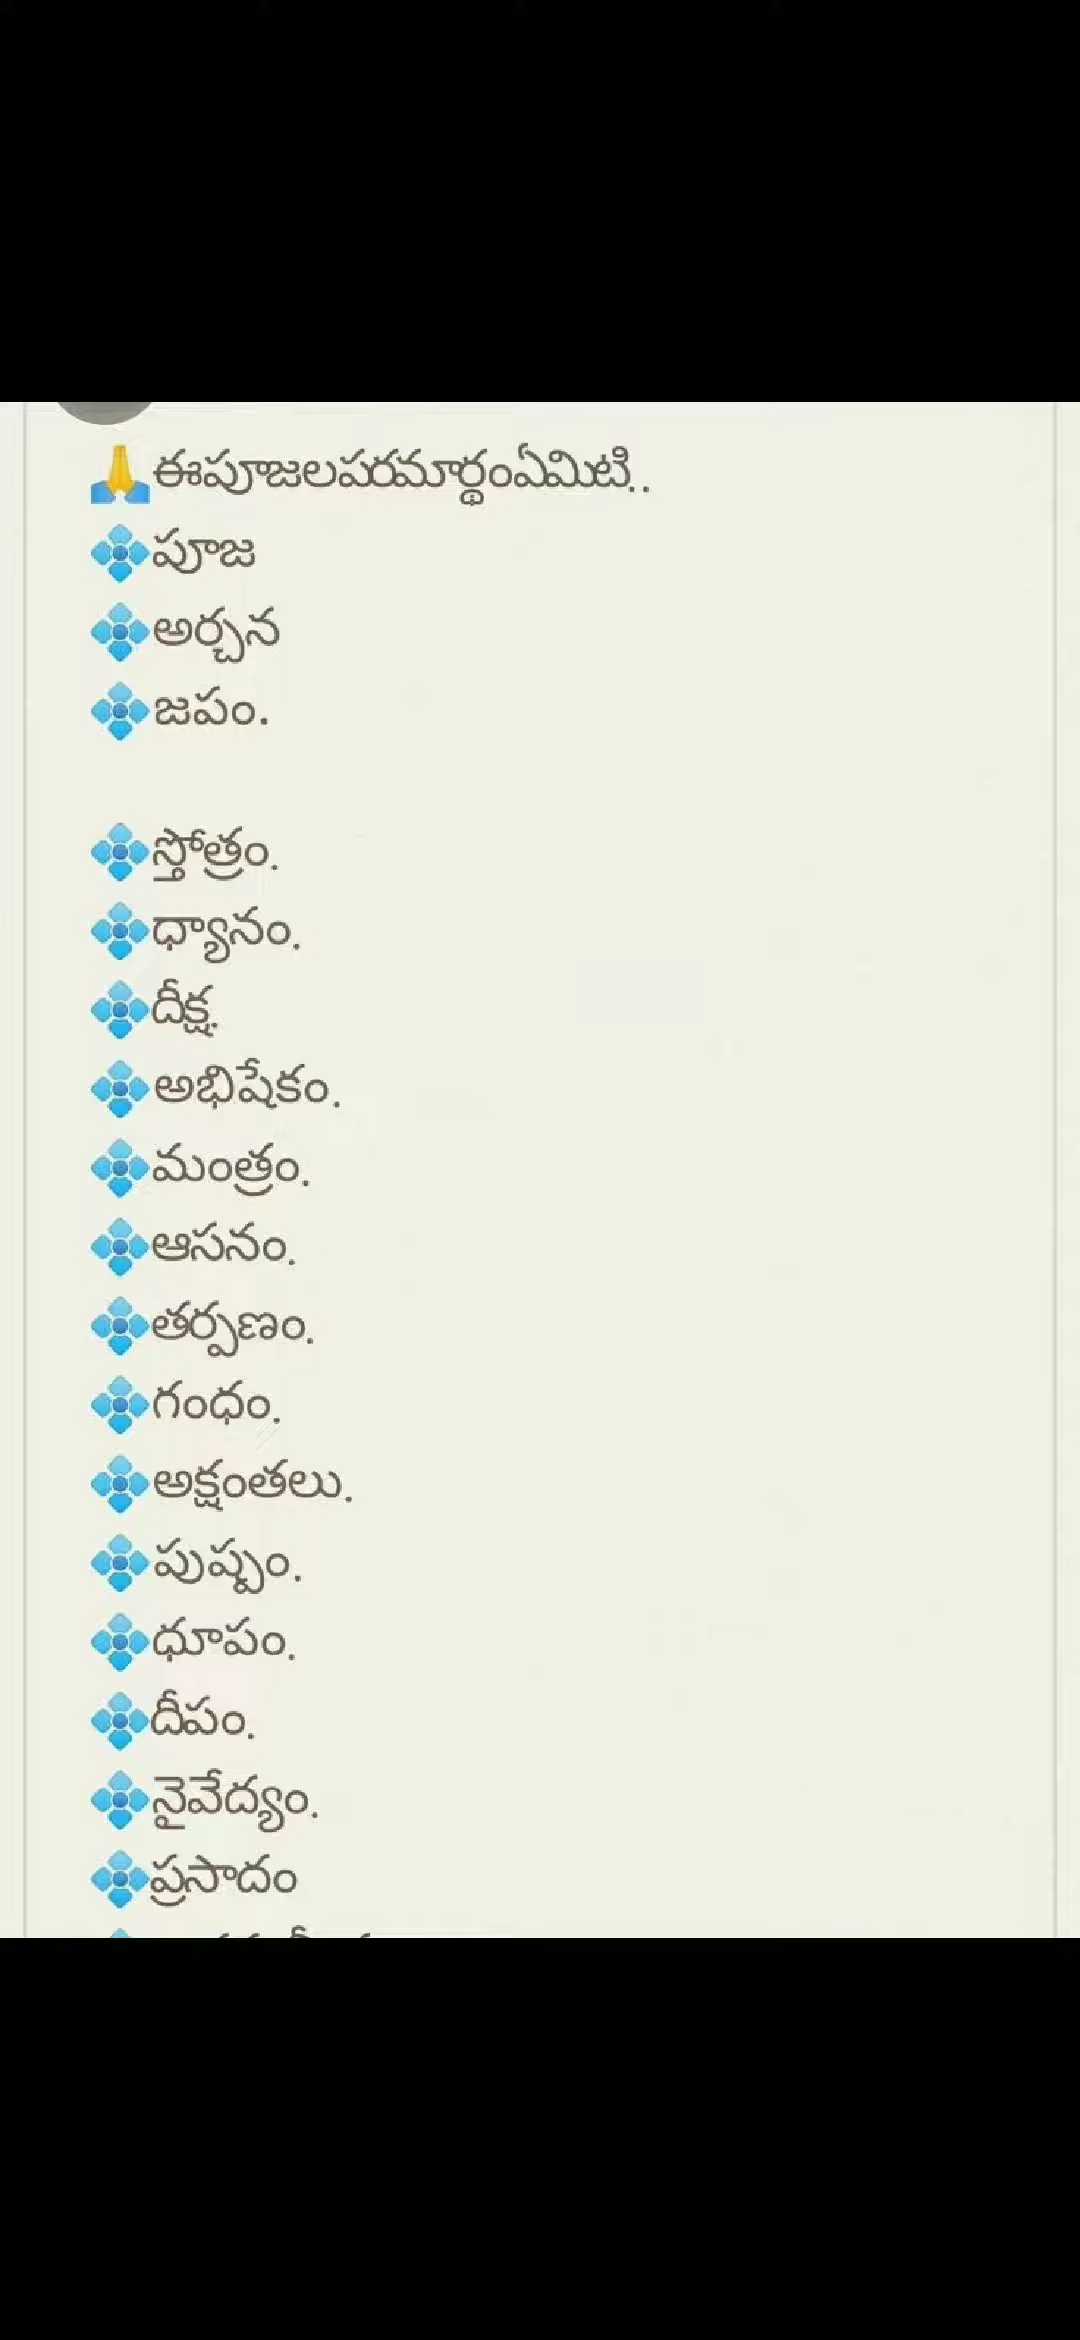 🙏ఈపూజలపరమార్థంఏమిటి..
💠పూజ
💠అర్చన
💠జపం.
💠స్తోత్రం.
💠ధ్యానం.
💠దీక్ష.
💠అభిషేకం.
💠మంత్రం.
💠ఆసనం.
💠తర్పణం.
💠గంధం.
💠అక్షంతలు.
💠పుష్పం.
💠ధూపం.
💠దీపం.
💠నైవేద్యం.
💠ప్రసాదం